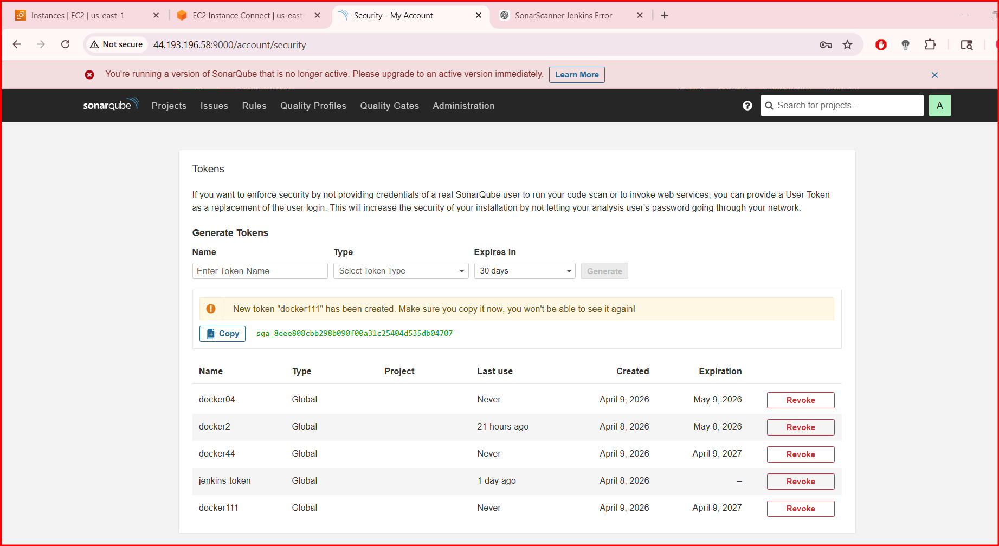 Instances | EC2 | us-east-1
EC2 Instance Connect | us-east-
Security - My Account
SonarScanner Jenkins Error
Not secure
44.193.196.58:9000/account/security
You're running a version of SonarQube that is no longer active. Please upgrade to an active version immediately.
Learn More
sonarqube
Projects
Issues
Rules
Quality Profiles
Quality Gates
Administration
?
Search for projects...
A
Tokens
If you want to enforce security by not providing credentials of a real SonarQube user to run your code scan or to invoke web services, you can provide a User Token
as a replacement of the user login. This will increase the security of your installation by not letting your analysis user's password going through your network.
Generate Tokens
Name Type Expires in
Enter Token Name Select Token Type 30 days Generate
New token "docker111" has been created. Make sure you copy it now, you won't be able to see it again!
Copy sqa_8eee808cbb298b090f00a31c25404d535db04707
Name Type Project Last use Created Expiration
docker04 Global Never April 9, 2026 May 9, 2026 Revoke
docker2 Global 21 hours ago April 8, 2026 May 8, 2026 Revoke
docker44 Global Never April 9, 2026 April 9, 2027 Revoke
jenkins-token Global 1 day ago April 8, 2026 – Revoke
docker111 Global Never April 9, 2026 April 9, 2027 Revoke